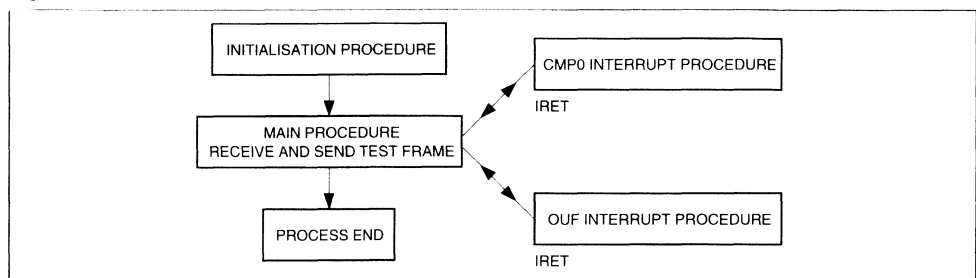 INITIALISATION PROCEDURE
CMP0 INTERRUPT PROCEDURE
IRET
MAIN PROCEDURE
RECEIVE AND SEND TEST FRAME
PROCESS END
OUF INTERRUPT PROCEDURE
IRET